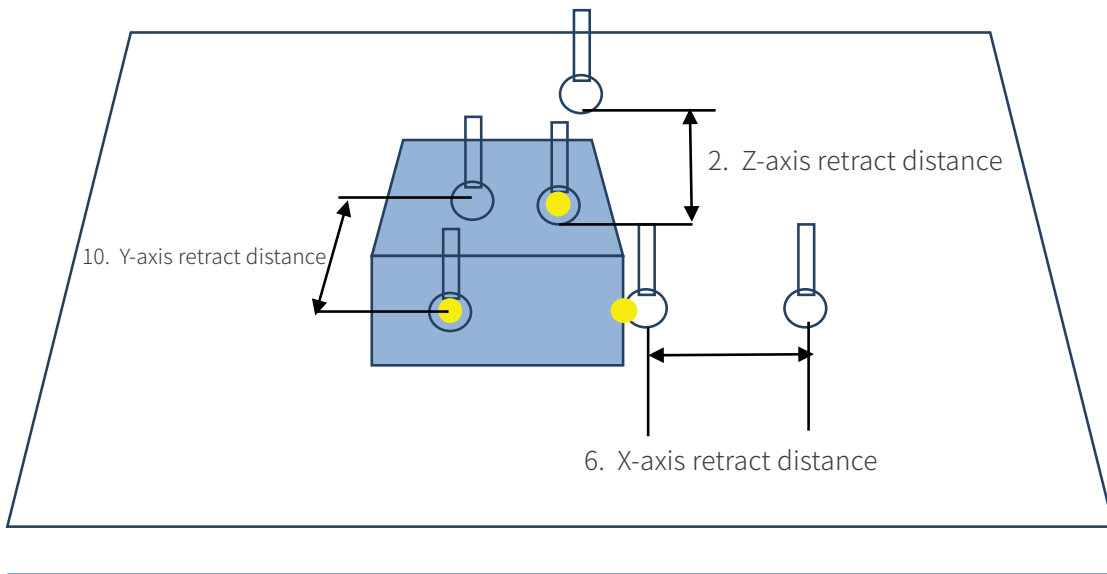 2. Z-axis retract distance
10. Y-axis retract distance
6. X-axis retract distance